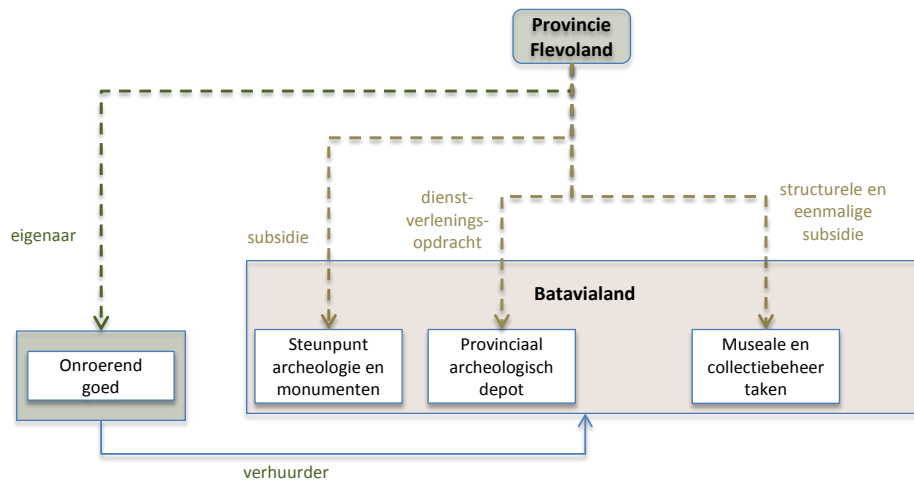 Provincie
Flevoland
eigenaar
subsidie
dienst-
verlenings-
opdracht
structurele en
eenmalige
subsidie
Batavialand
Onroerend
goed
Steunpunt
archeologie en
monumenten
Provinciaal
archeologisch
depot
Museale en
collectiebeheer
taken
verhuurder